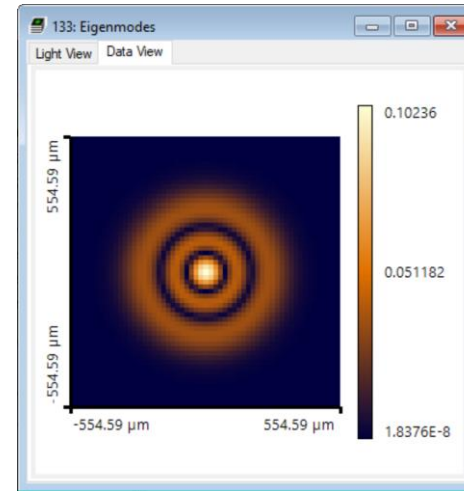 133: Eigenmodes
Light View Data View
0.10236
0.051182
1.8376E-8
554.59 µm
-554.59 µm
-554.59 µm 554.59 µm